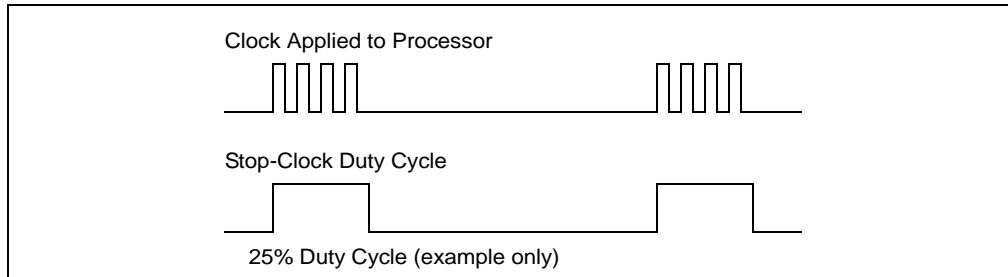 Clock Applied to Processor
Stop-Clock Duty Cycle
25% Duty Cycle (example only)